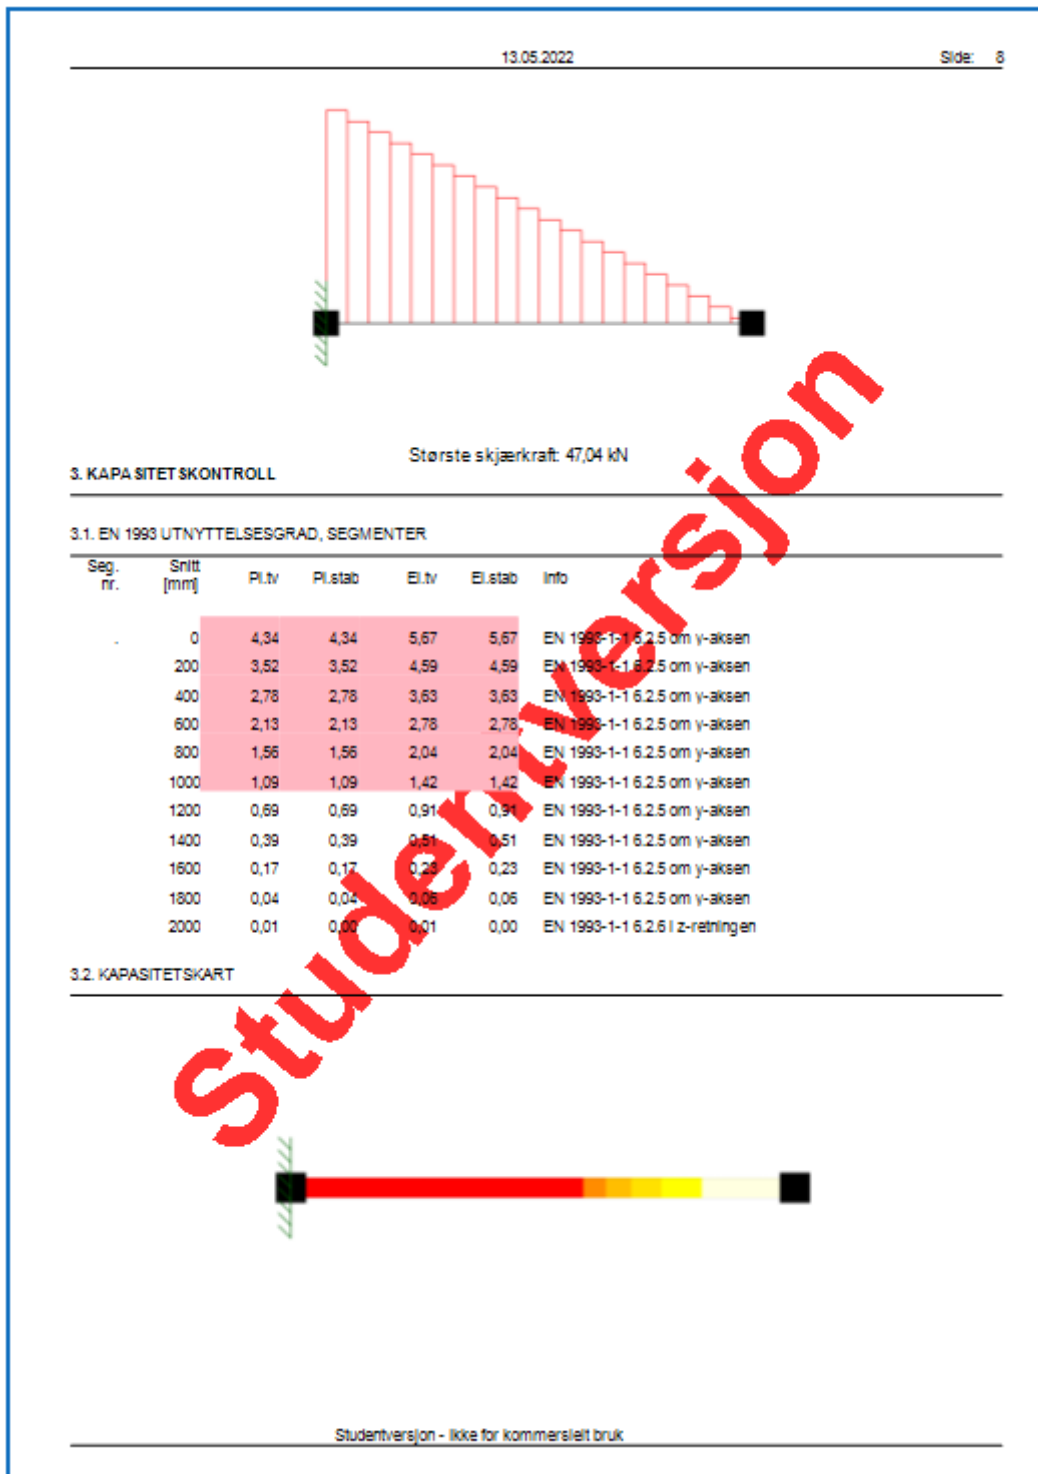 13.05.2022 Side: 8
Største skjærkraft: 47,04 kN
3. KAPASITETSKONTROLL
3.1. EN 1993 UTNYTTELSESGRAD, SEGMENTER
Seg. nr. Snitt [mm] Pl.tv Pl.stab El.tv El.stab Info
. 0 4,34 4,34 5,67 5,67 EN 1993-1-1 6.2.5 om y-aksen
200 3,52 3,52 4,59 4,59 EN 1993-1-1 6.2.5 om y-aksen
400 2,78 2,78 3,63 3,63 EN 1993-1-1 6.2.5 om y-aksen
600 2,13 2,13 2,78 2,78 EN 1993-1-1 6.2.5 om y-aksen
800 1,56 1,56 2,04 2,04 EN 1993-1-1 6.2.5 om y-aksen
1000 1,09 1,09 1,42 1,42 EN 1993-1-1 6.2.5 om y-aksen
1200 0,69 0,69 0,91 0,91 EN 1993-1-1 6.2.5 om y-aksen
1400 0,39 0,39 0,51 0,51 EN 1993-1-1 6.2.5 om y-aksen
1600 0,17 0,17 0,23 0,23 EN 1993-1-1 6.2.5 om y-aksen
1800 0,04 0,04 0,06 0,06 EN 1993-1-1 6.2.5 om y-aksen
2000 0,01 0,00 0,01 0,00 EN 1993-1-1 6.2.6 i z-retningen
3.2. KAPASITETSKART
Studentversjon
Studentversjon - Ikke for kommersielt bruk